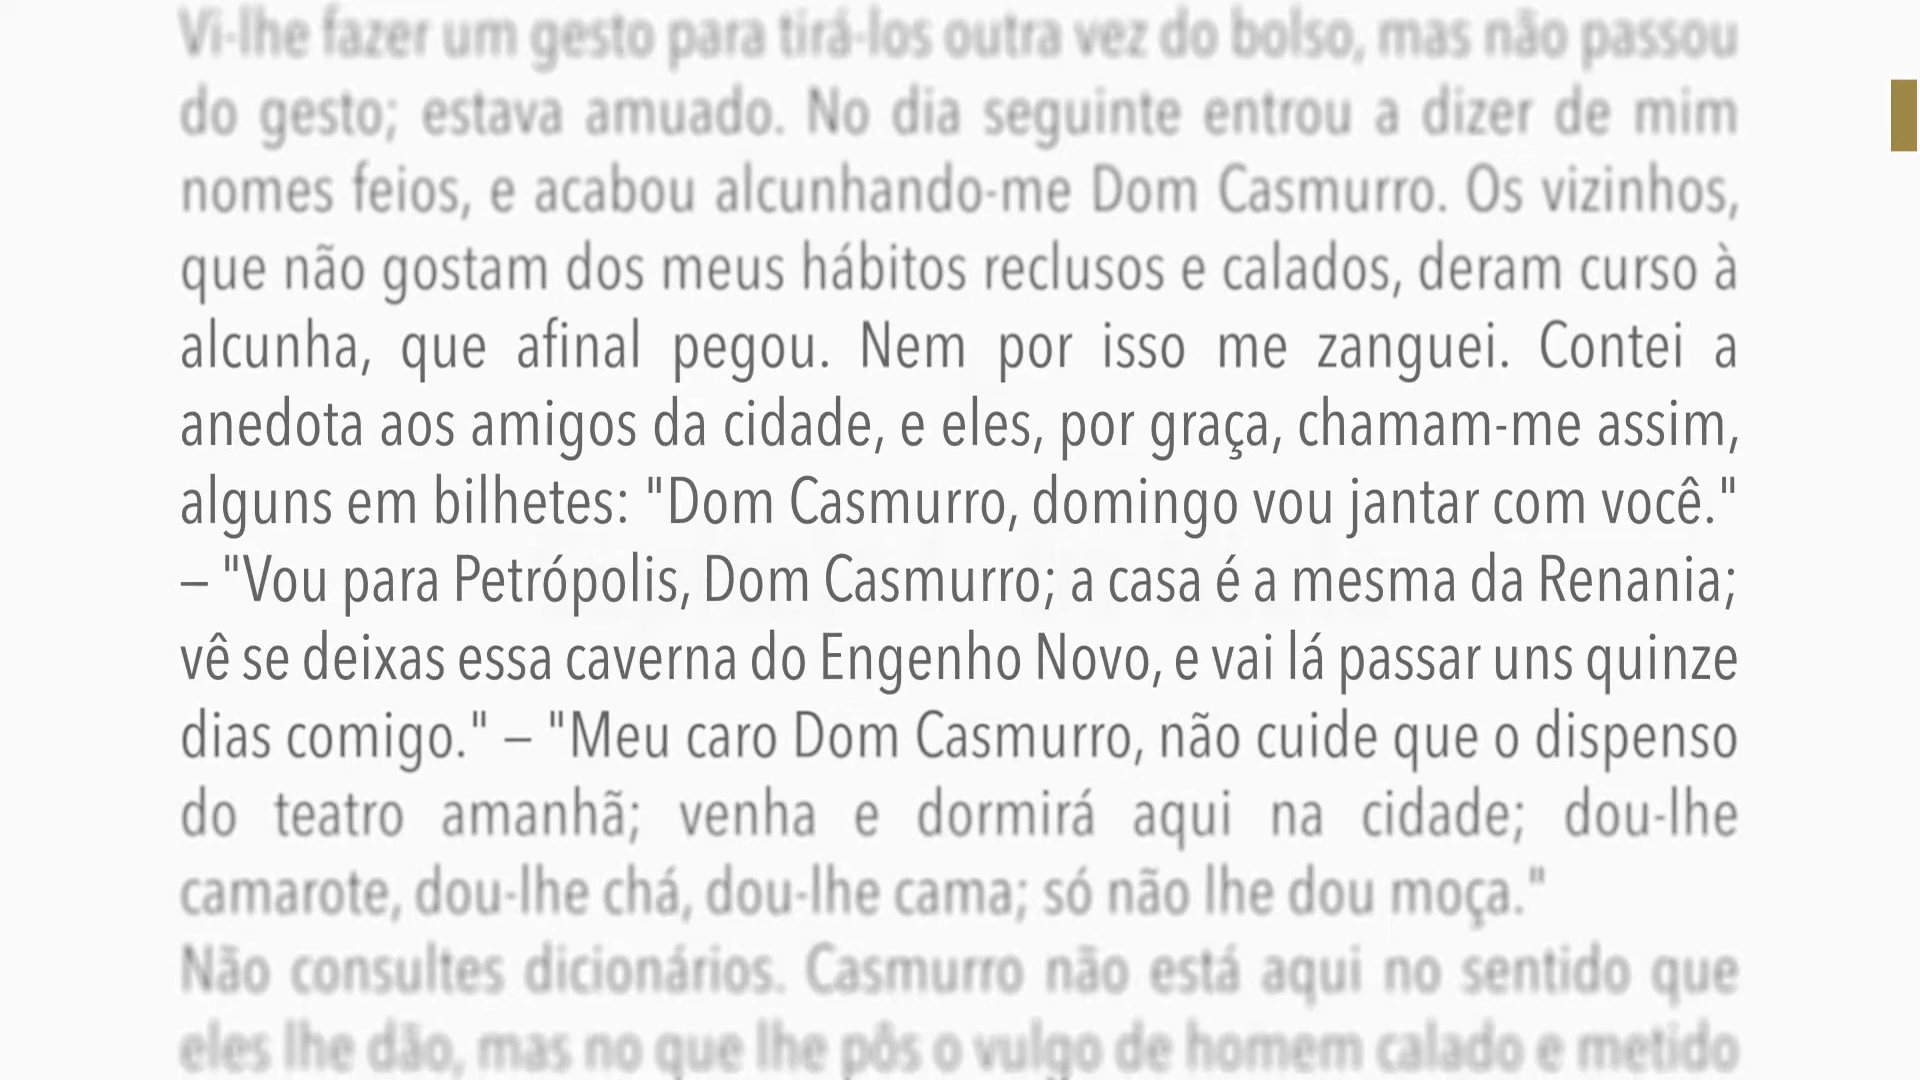 Vi-lhe fazer um gesto para tirá-los outra vez do bolso, mas não passou
do gesto; estava amuado. No dia seguinte entrou a dizer de mim
nomes feios, e acabou alcunhando-me Dom Casmurro. Os vizinhos,
que não gostam dos meus hábitos reclusos e calados, deram curso à
alcunha, que afinal pegou. Nem por isso me zanguei. Contei a
anedota aos amigos da cidade, e eles, por graça, chamam-me assim,
alguns em bilhetes: "Dom Casmurro, domingo vou jantar com você."
– "Vou para Petrópolis, Dom Casmurro; a casa é a mesma da Renania;
vê se deixas essa caverna do Engenho Novo, e vai lá passar uns quinze
dias comigo." – "Meu caro Dom Casmurro, não cuide que o dispenso
do teatro amanhã; venha e dormirá aqui na cidade; dou-lhe
camarote, dou-lhe chá, dou-lhe cama; só não lhe dou moça."
Não consultes dicionários. Casmurro não está aqui no sentido que
eles lhe dão, mas no que lhe pôs o vulgo de homem calado e metido